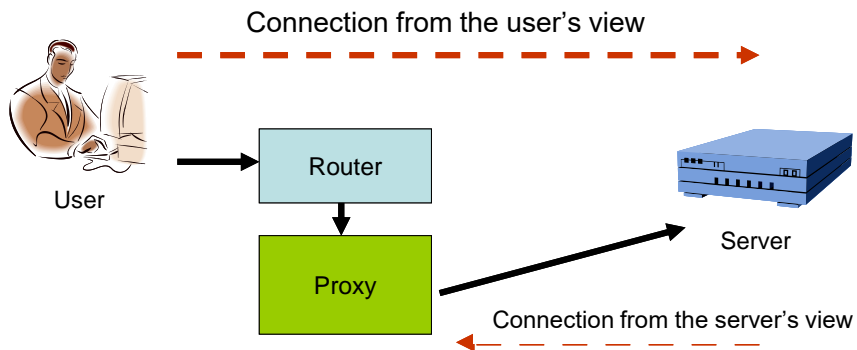 Connection from the user’s view
Router
User
Server
Proxy
Connection from the server’s view